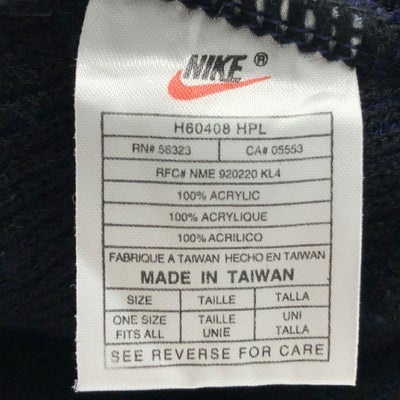 NIKE ®
H60408 HPL
RN# 56323 CA# 05553
RFC# NME 920220 KL4
100% ACRYLIC
100% ACRYLIQUE
100% ACRILICO
FABRIQUE A TAIWAN HECHO EN TAIWAN
MADE IN TAIWAN
SIZE TAILLE TALLA
ONE SIZE TAILLE UNI
FITS ALL UNIE TALLA
SEE REVERSE FOR CARE